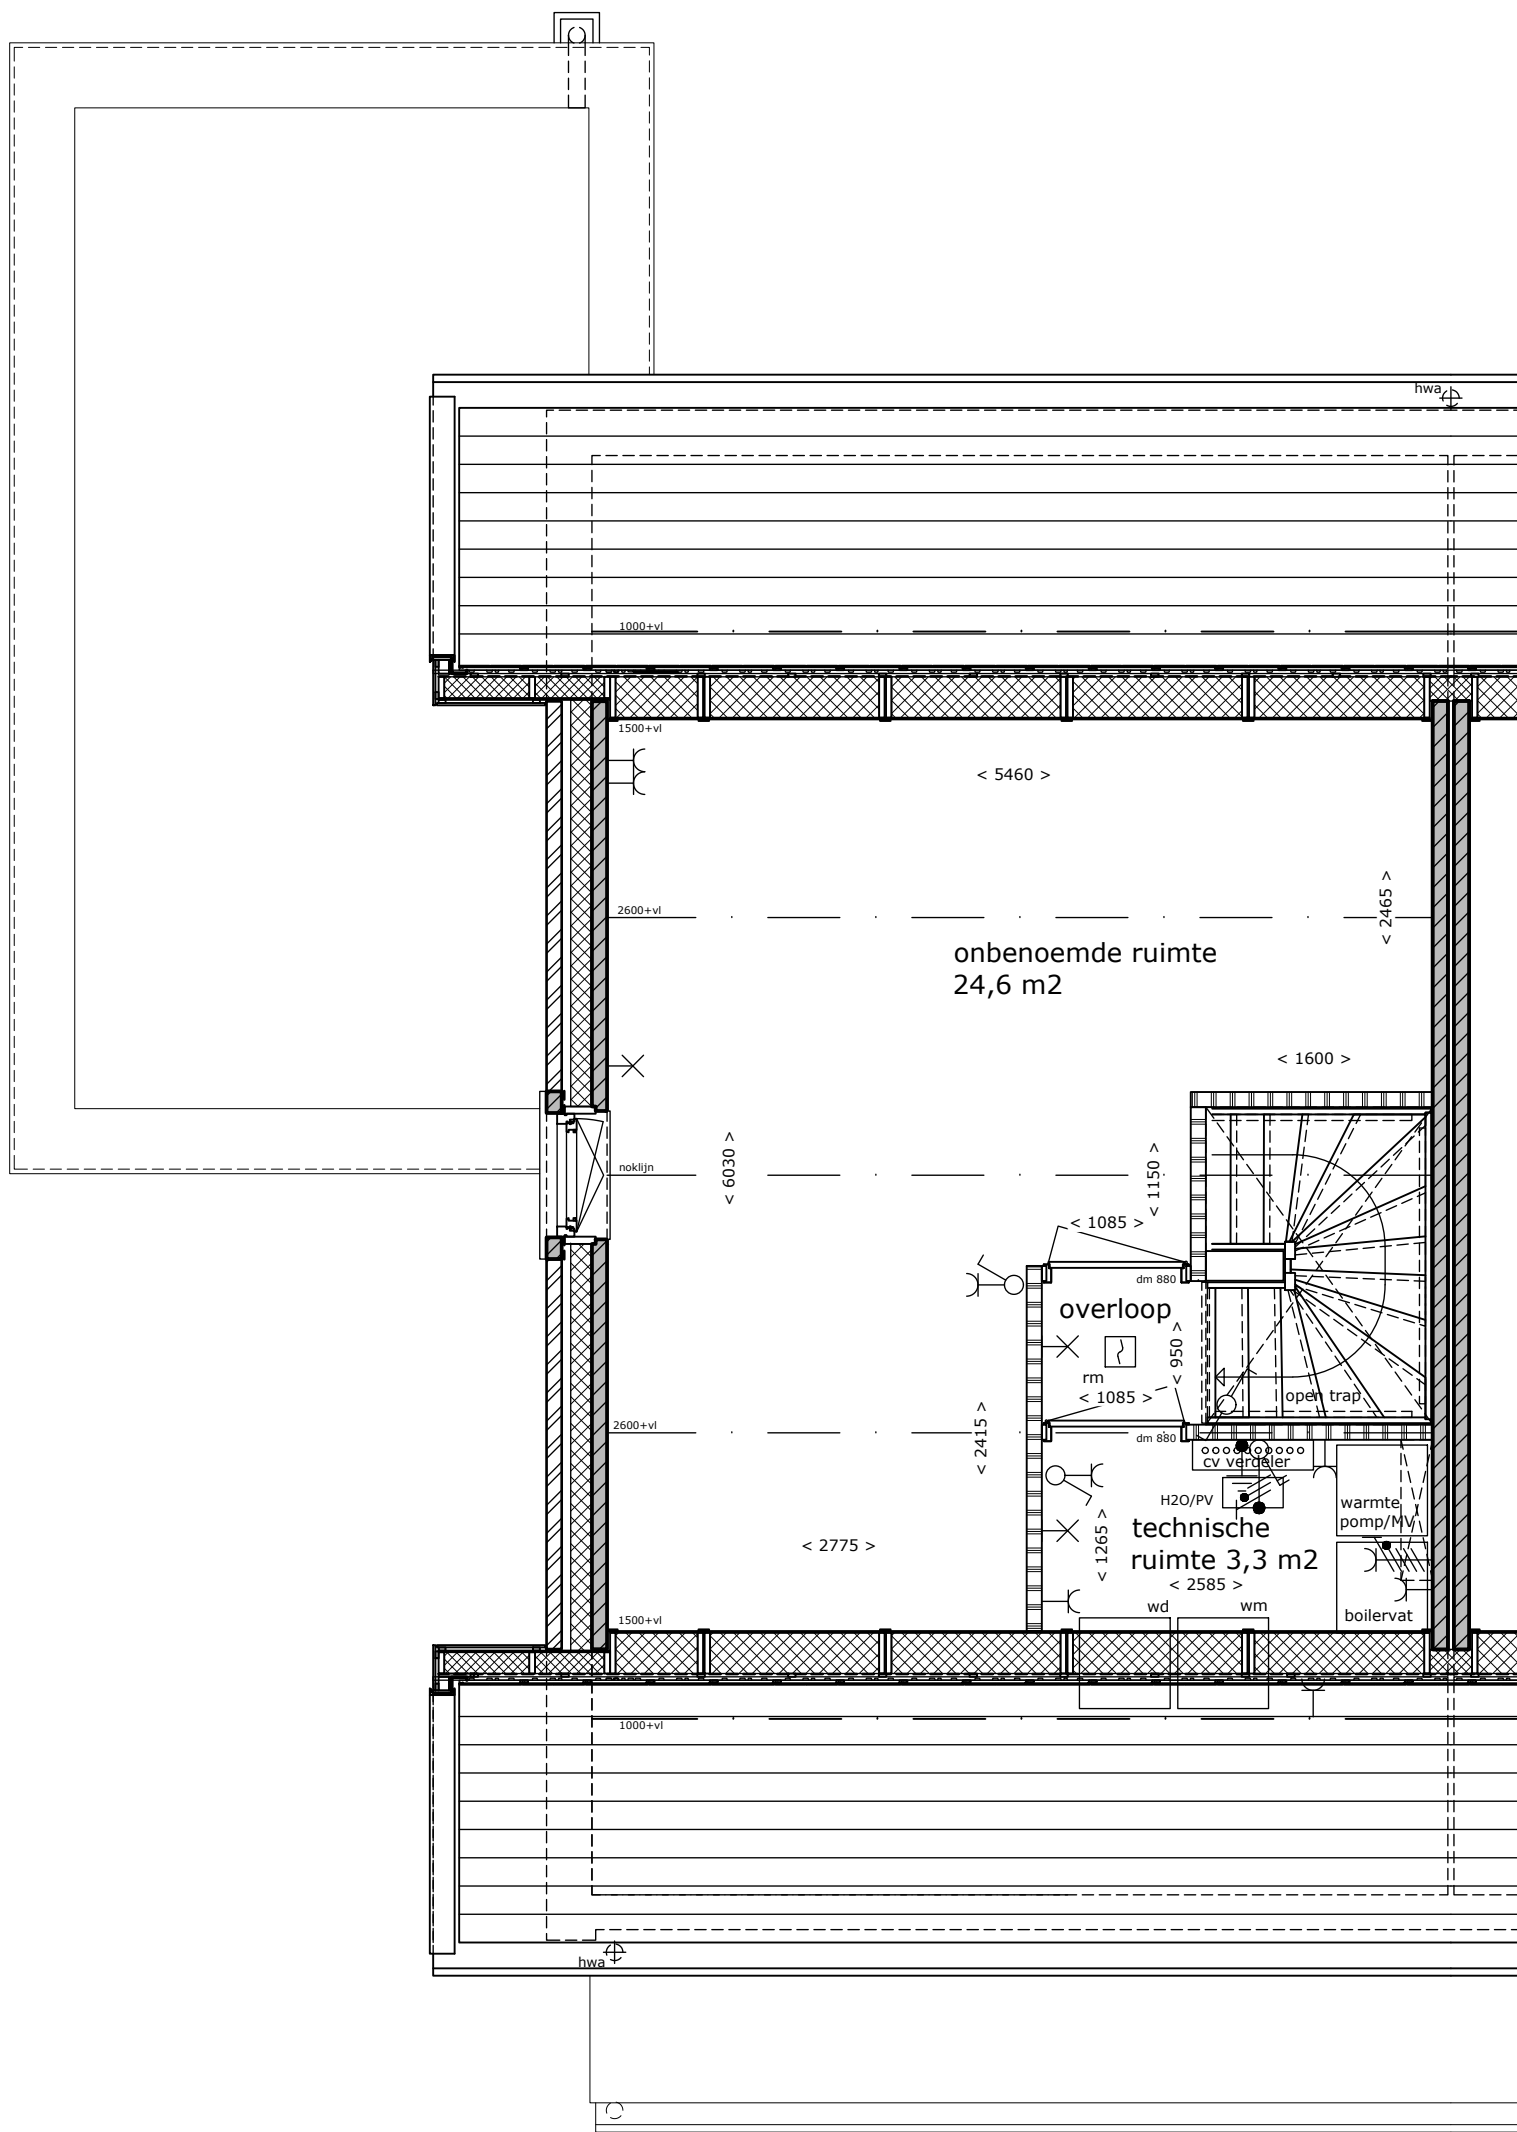 hwa
1000+vl
1500+vl
< 5460 >
< 2465 >
2600+vl
onbenoemde ruimte
24,6 m2
< 1600 >
< 6030 >
noklijn
< 1150 >
< 1085 >
dm 880
overloop
< 950 >
rm
< 1085 >
open trap
2600+vl
< 2415 >
dm 880
cv verdeler
H2O/PV
warmte
pomp/MV
technische
ruimte 3,3 m2
< 1265 >
< 2775 >
< 2585 >
wd
wm
boilervat
1500+vl
1000+vl
hwa